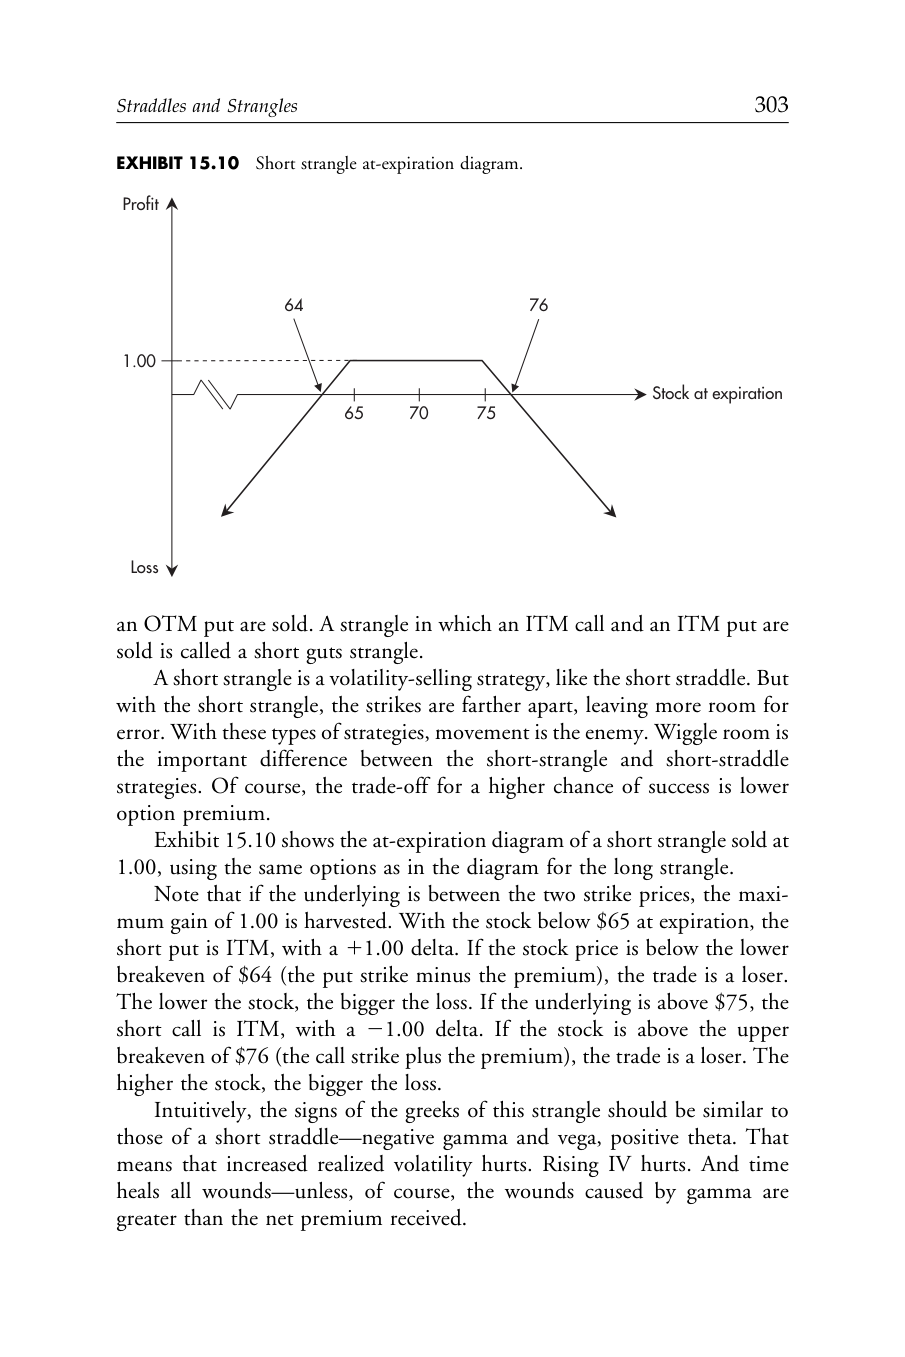 Straddles and Strangles 303
EXHIBIT 15.10 Short strangle at-expiration diagram.
Profit
64 76
1.00
Stock at expiration
65 70 75
Loss
an OTM put are sold. A strangle in which an ITM call and an ITM put are
sold is called a short guts strangle.
A short strangle is a volatility-selling strategy, like the short straddle. But
with the short strangle, the strikes are farther apart, leaving more room for
error. With these types of strategies, movement is the enemy. Wiggle room is
the important difference between the short-strangle and short-straddle
strategies. Of course, the trade-off for a higher chance of success is lower
option premium.
Exhibit 15.10 shows the at-expiration diagram of a short strangle sold at
1.00, using the same options as in the diagram for the long strangle.
Note that if the underlying is between the two strike prices, the maxi-
mum gain of 1.00 is harvested. With the stock below $65 at expiration, the
short put is ITM, with a +1.00 delta. If the stock price is below the lower
breakeven of $64 (the put strike minus the premium), the trade is a loser.
The lower the stock, the bigger the loss. If the underlying is above $75, the
short call is ITM, with a −1.00 delta. If the stock is above the upper
breakeven of $76 (the call strike plus the premium), the trade is a loser. The
higher the stock, the bigger the loss.
Intuitively, the signs of the greeks of this strangle should be similar to
those of a short straddle—negative gamma and vega, positive theta. That
means that increased realized volatility hurts. Rising IV hurts. And time
heals all wounds—unless, of course, the wounds caused by gamma are
greater than the net premium received.